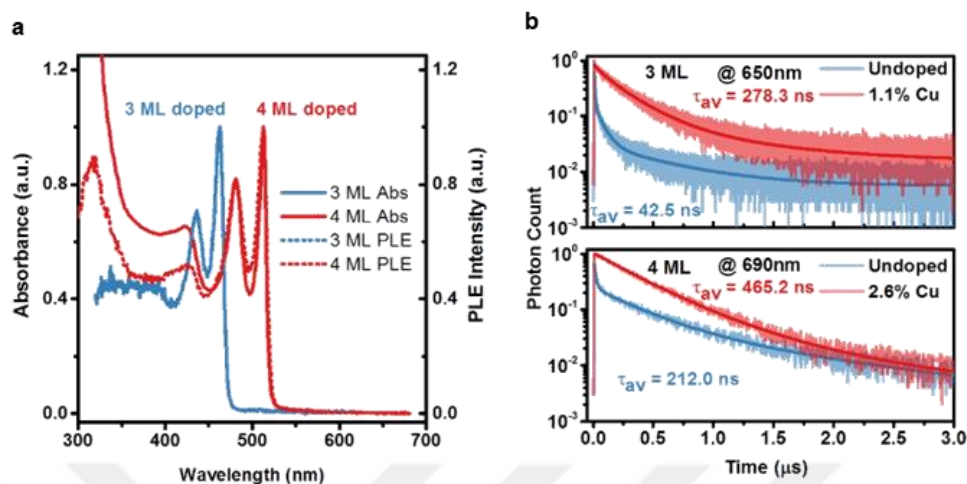 a
3 ML doped 4 ML doped
3 ML Abs
4 ML Abs
3 ML PLE
4 ML PLE
1.2
0.8
0.4
0.0
1.2
0.8
0.4
0.0
Absorbance (a.u.)
PLE Intensity (a.u.)
300 400 500 600 700
Wavelength (nm)
b
3 ML @ 650nm
τav = 278.3 ns
Undoped
1.1% Cu
τav = 42.5 ns
10^0
10^-1
10^-2
10^-3
4 ML @ 690nm
τav = 465.2 ns
Undoped
2.6% Cu
τav = 212.0 ns
10^0
10^-1
10^-2
10^-3
Photon Count
0.0 0.5 1.0 1.5 2.0 2.5 3.0
Time (μs)